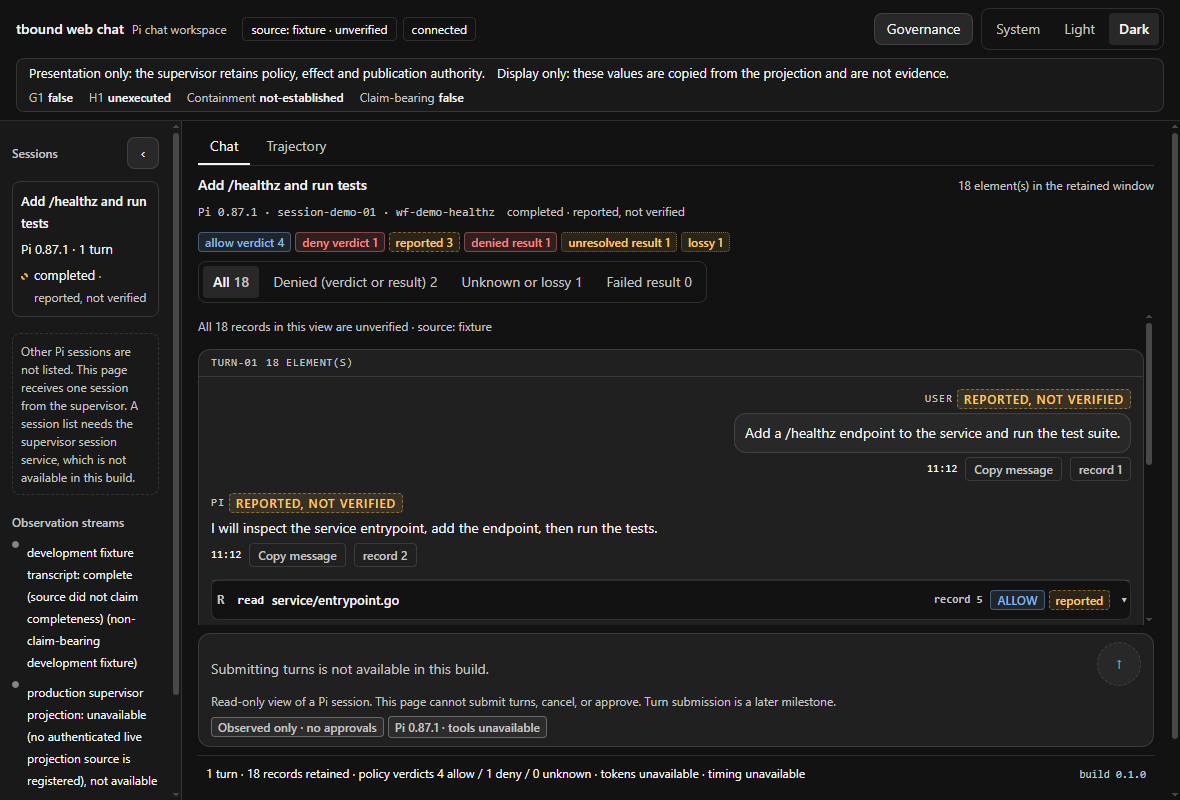 tbound web chat Pi chat workspace source: fixture · unverified connected Governance System Light Dark
Presentation only: the supervisor retains policy, effect and publication authority. Display only: these values are copied from the projection and are not evidence.
G1 false H1 unexecuted Containment not-established Claim-bearing false
Sessions ‹
Add /healthz and run
tests
Pi 0.87.1 · 1 turn
completed ·
reported, not verified
Other Pi sessions are
not listed. This page
receives one session
from the supervisor. A
session list needs the
supervisor session
service, which is not
available in this build.
Observation streams
development fixture
transcript: complete
(source did not claim
completeness) (non-
claim-bearing
development fixture)
production supervisor
projection: unavailable
(no authenticated live
projection source is
registered), not available
Chat Trajectory
Add /healthz and run tests 18 element(s) in the retained window
Pi 0.87.1 · session-demo-01 · wf-demo-healthz completed · reported, not verified
allow verdict 4 deny verdict 1 reported 3 denied result 1 unresolved result 1 lossy 1
All 18 Denied (verdict or result) 2 Unknown or lossy 1 Failed result 0
All 18 records in this view are unverified · source: fixture
TURN-01 18 ELEMENT(S)
USER REPORTED, NOT VERIFIED
Add a /healthz endpoint to the service and run the test suite.
11:12 Copy message record 1
PI REPORTED, NOT VERIFIED
I will inspect the service entrypoint, add the endpoint, then run the tests.
11:12 Copy message record 2
R read service/entrypoint.go record 5 ALLOW reported ▾
Submitting turns is not available in this build. ↑
Read-only view of a Pi session. This page cannot submit turns, cancel, or approve. Turn submission is a later milestone.
Observed only · no approvals Pi 0.87.1 · tools unavailable
1 turn · 18 records retained · policy verdicts 4 allow / 1 deny / 0 unknown · tokens unavailable · timing unavailable build 0.1.0